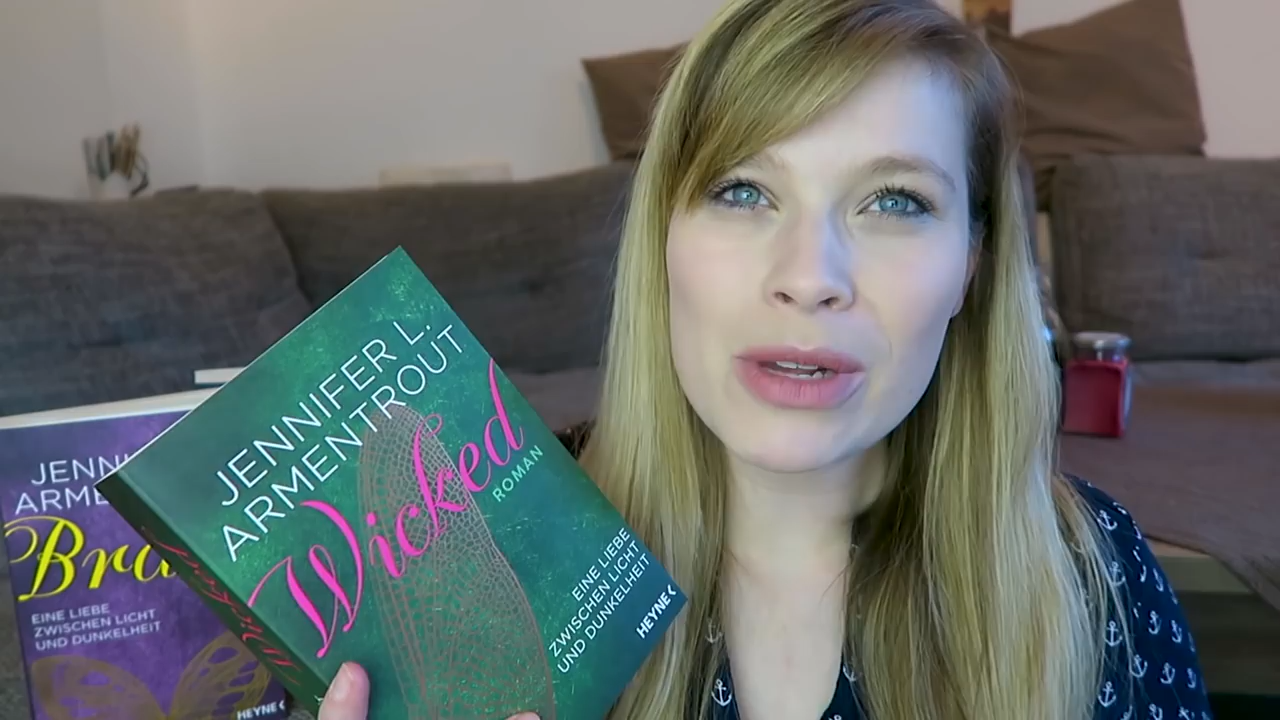 JENNIFER L.
ARMENTROUT
Wicked
ROMAN
EINE LIEBE
ZWISCHEN LICHT
UND DUNKELHEIT
HEYNE<
EINE LIEBE
ZWISCHEN LICHT
UND DUNKELHEIT
HEYNE<